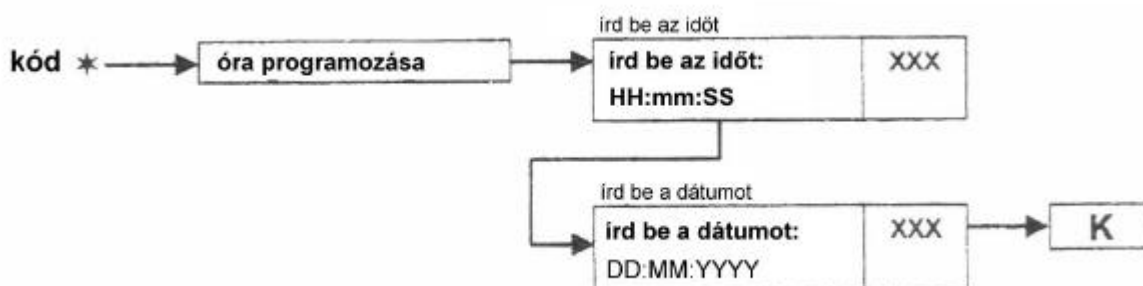 írd be az időt
kód * óra programozása írd be az időt: XXX
HH:mm:SS
írd be a dátumot
írd be a dátumot: XXX K
DD:MM:YYYY